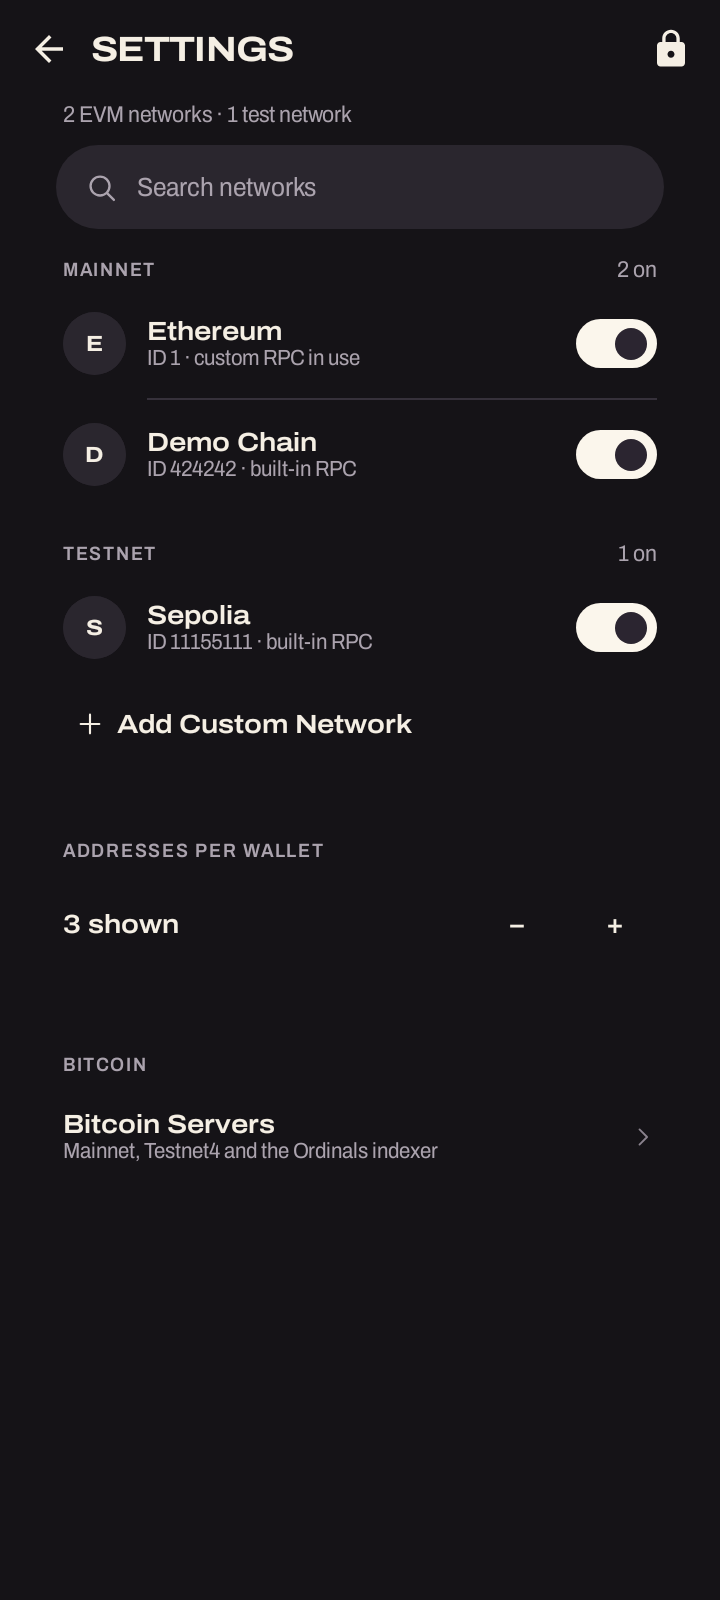 SETTINGS
2 EVM networks · 1 test network
Search networks
MAINNET 2 on
E Ethereum
ID 1 · custom RPC in use
D Demo Chain
ID 424242 · built-in RPC
TESTNET 1 on
S Sepolia
ID 11155111 · built-in RPC
+ Add Custom Network
ADDRESSES PER WALLET
3 shown − +
BITCOIN
Bitcoin Servers
Mainnet, Testnet4 and the Ordinals indexer